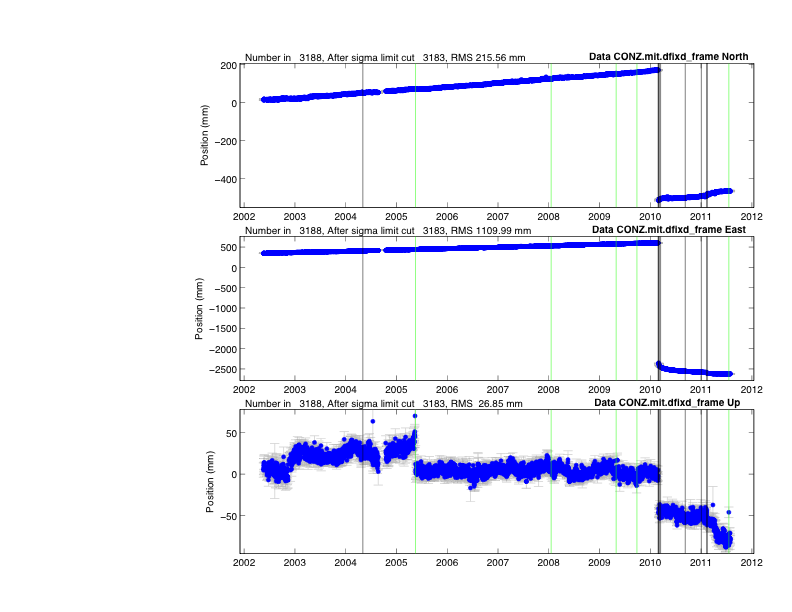 Number in 3188, After sigma limit cut 3183, RMS 215.56 mm Data CONZ.mit.dfixd_frame North
200
0
−200
−400
Position (mm)
2002 2003 2004 2005 2006 2007 2008 2009 2010 2011 2012
Number in 3188, After sigma limit cut 3183, RMS 1109.99 mm Data CONZ.mit.dfixd_frame East
500
0
−500
−1000
−1500
−2000
−2500
Position (mm)
2002 2003 2004 2005 2006 2007 2008 2009 2010 2011 2012
Number in 3188, After sigma limit cut 3183, RMS 26.85 mm Data CONZ.mit.dfixd_frame Up
50
0
−50
Position (mm)
2002 2003 2004 2005 2006 2007 2008 2009 2010 2011 2012